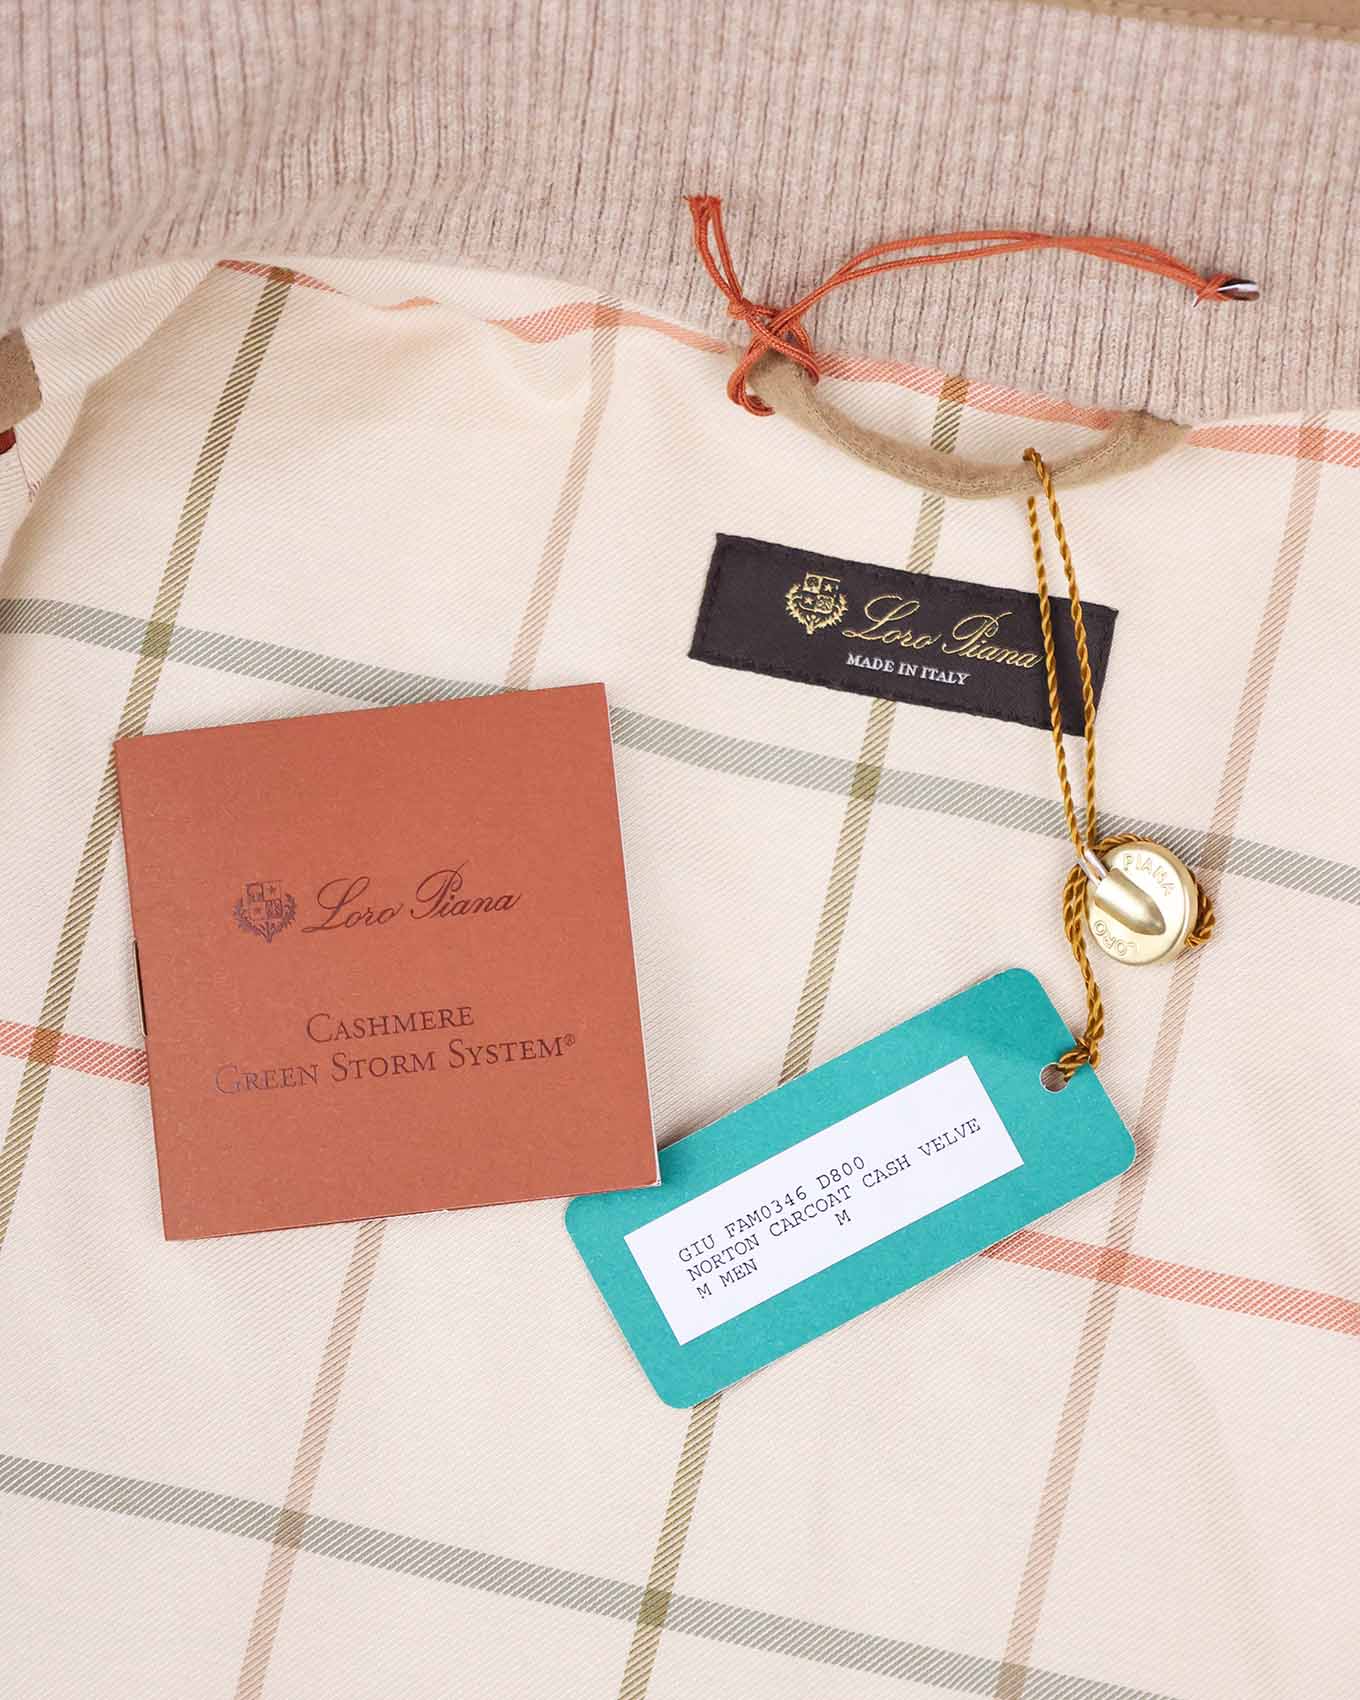 Loro Piana
MADE IN ITALY
PIANA
LORO
Loro Piana
CASHMERE
GREEN STORM SYSTEM®
GIU FAM0346 D800
NORTON CARCOAT CASH VELVE
M MEN M